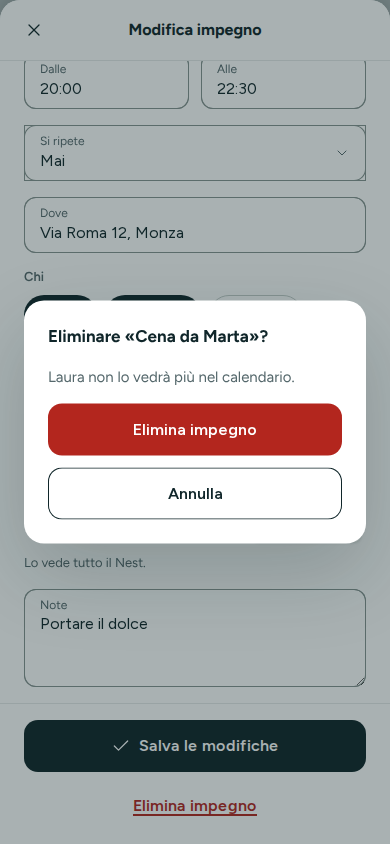 Modifica impegno
Dalle
20:00
Alle
22:30
Si ripete
Mai
Dove
Via Roma 12, Monza
Chi
Eliminare «Cena da Marta»?
Laura non lo vedrà più nel calendario.
Elimina impegno
Annulla
Lo vede tutto il Nest.
Note
Portare il dolce
Salva le modifiche
Elimina impegno